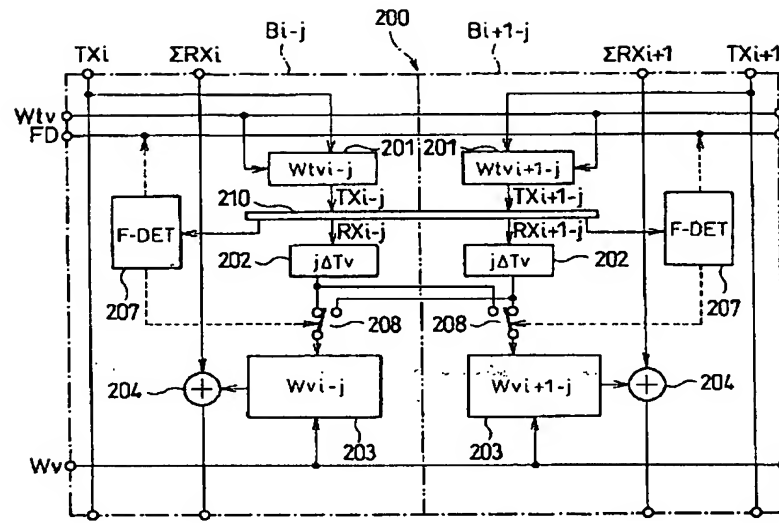 Bi-j 200 Bi+1-j
TXi ΣRXi ΣRXi+1 TXi+1
Wtv
FD
Wtvi-j 201 201 Wtvi+1-j
210 TXi-j TXi+1-j
F-DET RXi-j RXi+1-j F-DET
202 jΔTv jΔTv 202
207 207
208 208
204 + Wvi-j Wvi+1-j + 204
203 203
Wv